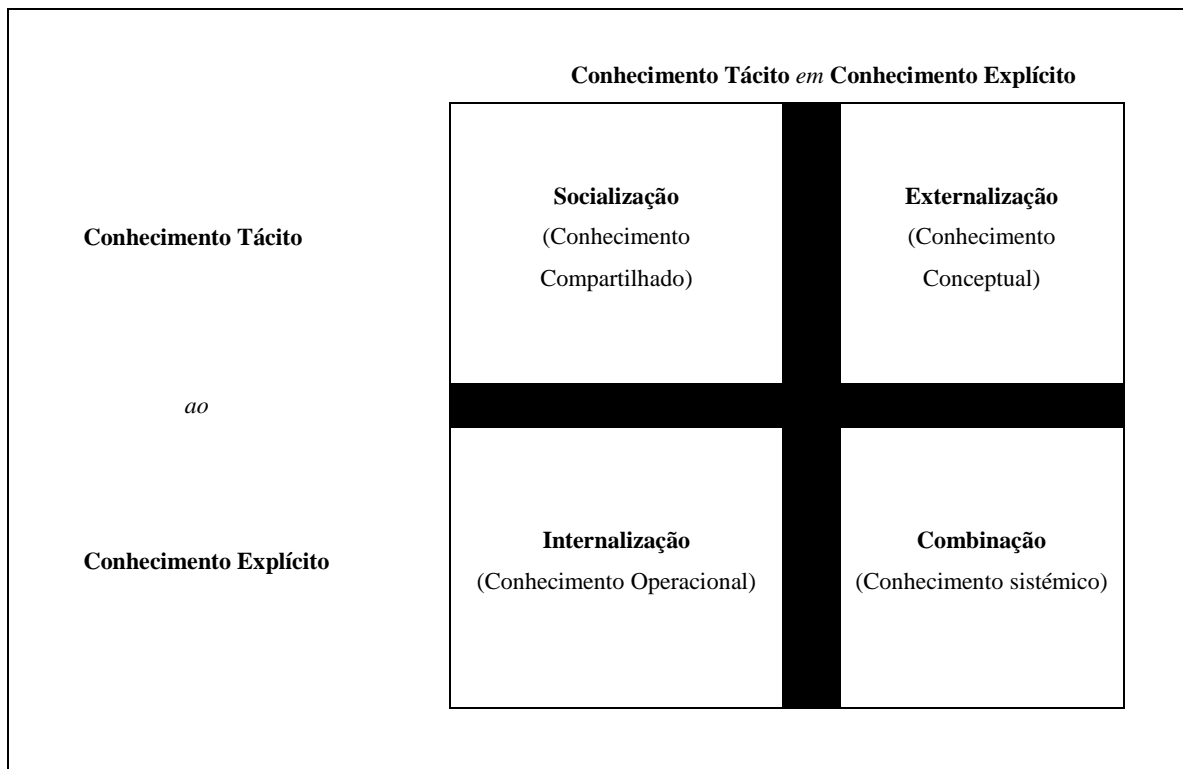 Conhecimento Tácito em Conhecimento Explícito
Socialização
(Conhecimento
Compartilhado)
Externalização
(Conhecimento
Conceptual)
Conhecimento Tácito
ao
Conhecimento Explícito
Internalização
(Conhecimento Operacional)
Combinação
(Conhecimento sistémico)